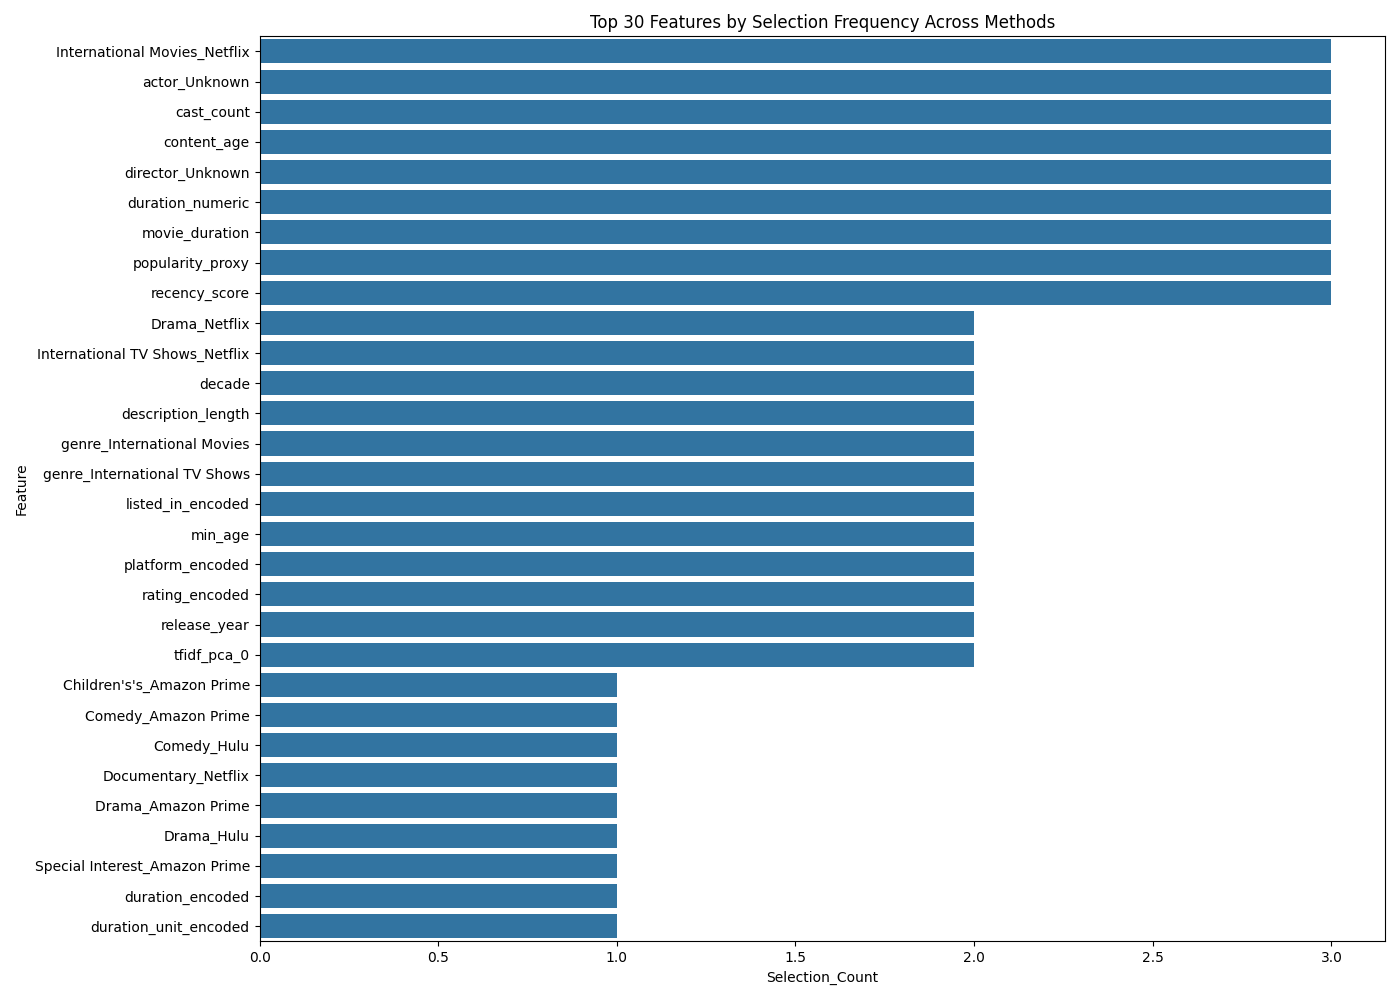 Top 30 Features by Selection Frequency Across Methods
International Movies_Netflix
actor_Unknown
cast_count
content_age
director_Unknown
duration_numeric
movie_duration
popularity_proxy
recency_score
Drama_Netflix
International TV Shows_Netflix
decade
description_length
genre_International Movies
genre_International TV Shows
listed_in_encoded
min_age
platform_encoded
rating_encoded
release_year
tfidf_pca_0
Children's's_Amazon Prime
Comedy_Amazon Prime
Comedy_Hulu
Documentary_Netflix
Drama_Amazon Prime
Drama_Hulu
Special Interest_Amazon Prime
duration_encoded
duration_unit_encoded
Feature
0.0 0.5 1.0 1.5 2.0 2.5 3.0
Selection_Count